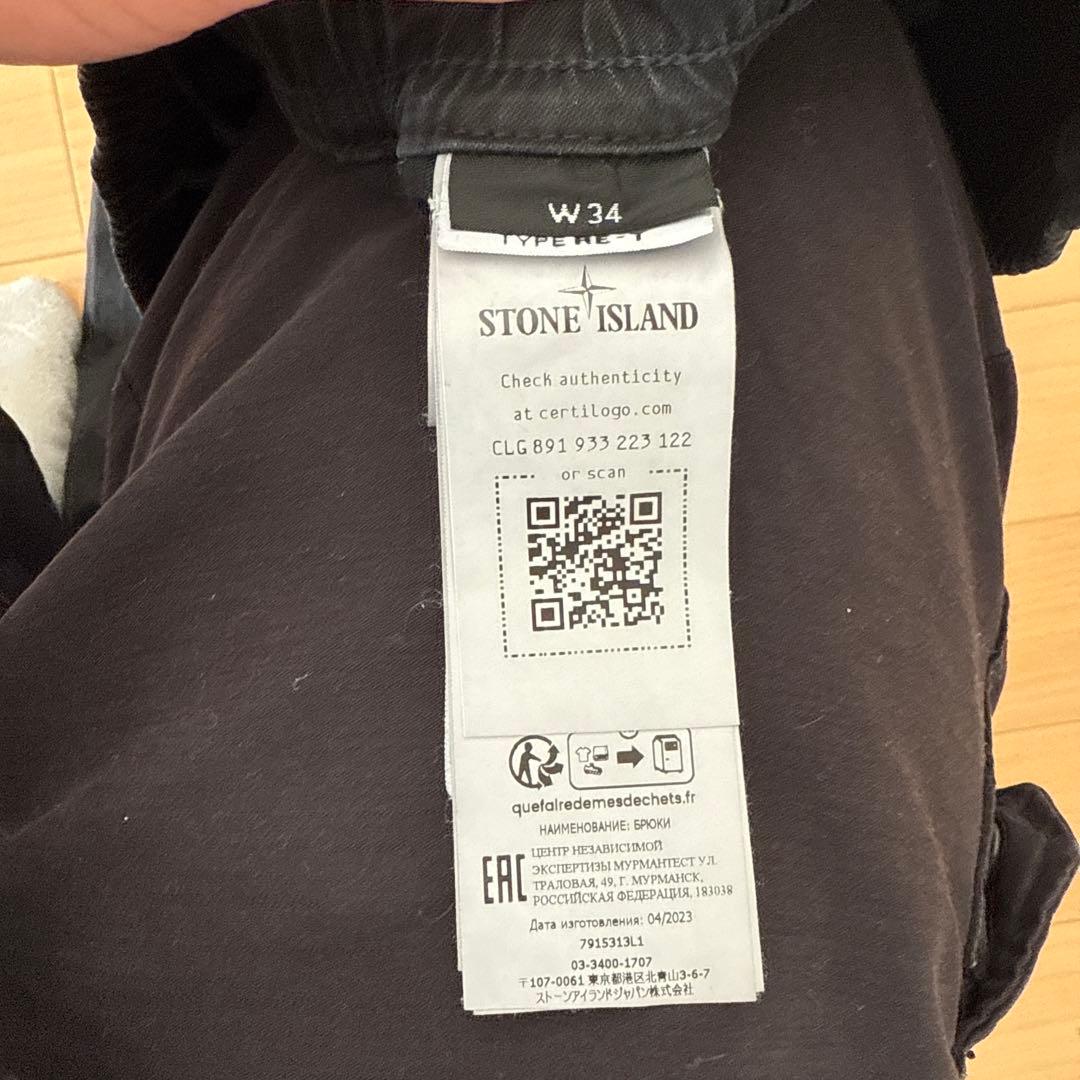 W 34
TYPE RE-T
STONE ISLAND
Check authenticity
at certilogo.com
CLG 891 933 223 122
or scan
quefairedemesdechets.fr
НАИМЕНОВАНИЕ: БРЮКИ
EAC
ЦЕНТР НЕЗАВИСИМОЙ
ЭКСПЕРТИЗЫ МУРМАНТЕСТ УЛ.
ТРАЛОВАЯ, 49, Г. МУРМАНСК,
РОССИЙСКАЯ ФЕДЕРАЦИЯ, 183038
Дата изготовления: 04/2023
7915313L1
03-3400-1707
〒107-0061 東京都港区北青山3-6-7
ストーンアイランドジャパン株式会社